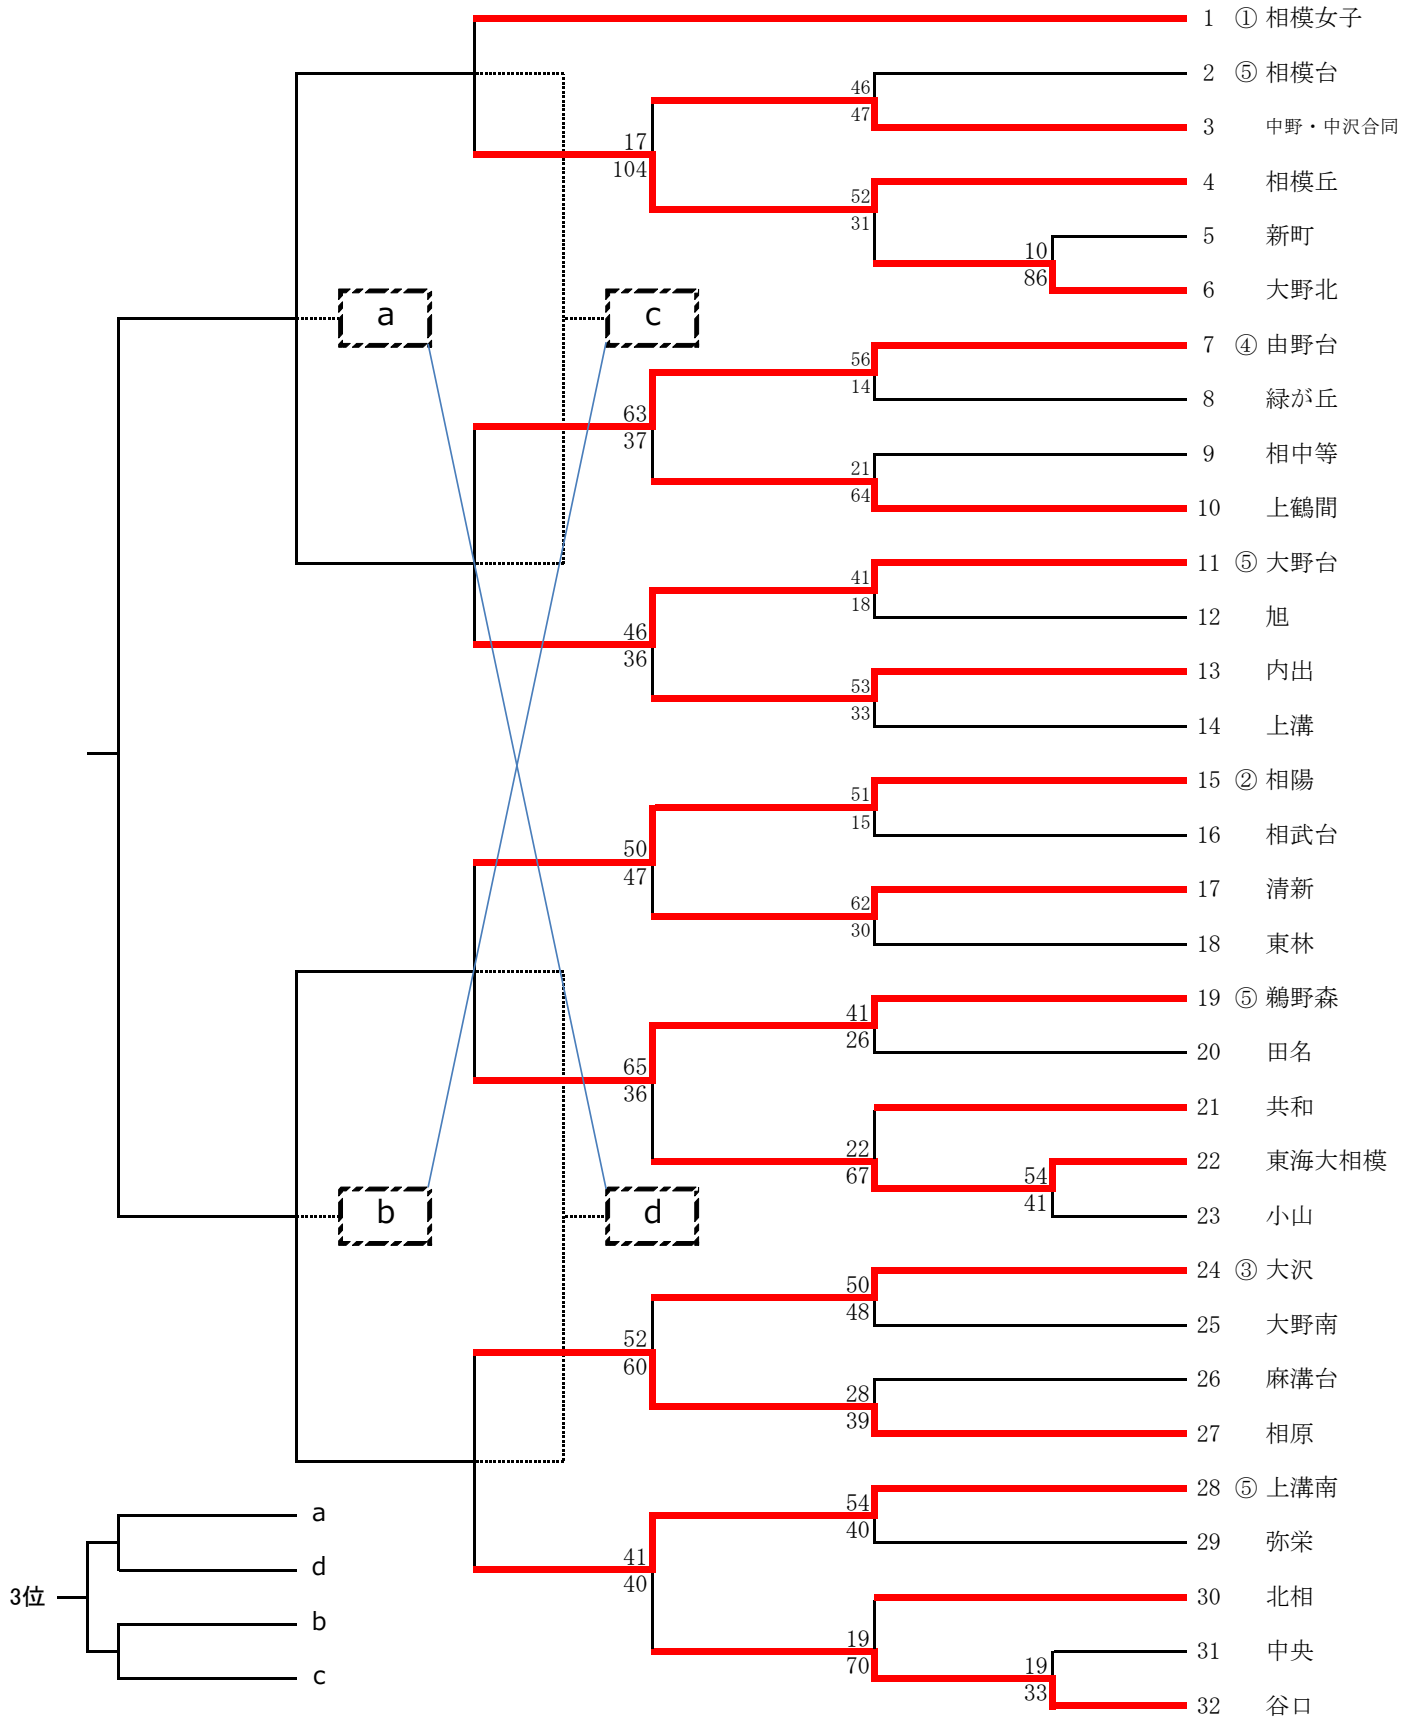 1 ① 相模女子
2 ⑤ 相模台
46
47
3 中野・中沢合同
17
104
4 相模丘
52
31
5 新町
10
86
6 大野北
a
c
7 ④ 由野台
56
14
8 緑が丘
63
37
9 相中等
21
64
10 上鶴間
11 ⑤ 大野台
41
18
12 旭
46
36
13 内出
53
33
14 上溝
15 ② 相陽
51
15
16 相武台
50
47
17 清新
62
30
18 東林
19 ⑤ 鵜野森
41
26
20 田名
65
36
21 共和
22
67
22 東海大相模
54
41
23 小山
b
d
24 ③ 大沢
50
48
25 大野南
52
60
26 麻溝台
28
39
27 相原
28 ⑤ 上溝南
54
40
29 弥栄
41
40
30 北相
19
70
31 中央
19
33
32 谷口
a
d
3位
b
c